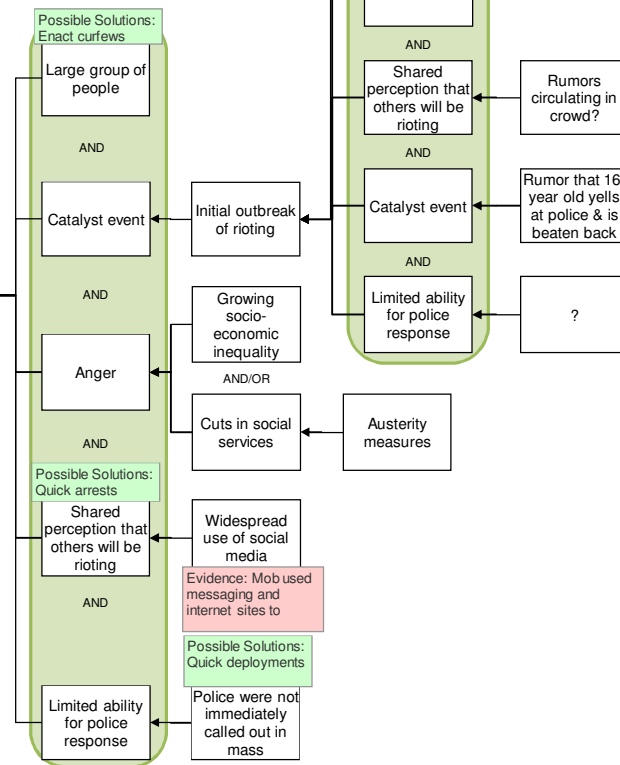 Possible Solutions:
Enact curfews
Large group of
people
AND
Catalyst event
AND
Anger
AND
Possible Solutions:
Quick arrests
Shared
perception that
others will be
rioting
AND
Limited ability
for police
response
Initial outbreak
of rioting
Growing
socio-
economic
inequality
AND/OR
Cuts in social
services
Austerity
measures
Widespread
use of social
media
Evidence: Mob used
messaging and
internet sites to
Possible Solutions:
Quick deployments
Police were not
immediately
called out in
mass
AND
Shared
perception that
others will be
rioting
AND
Catalyst event
AND
Limited ability
for police
response
Rumors
circulating in
crowd?
Rumor that 16
year old yells
at police & is
beaten back
?